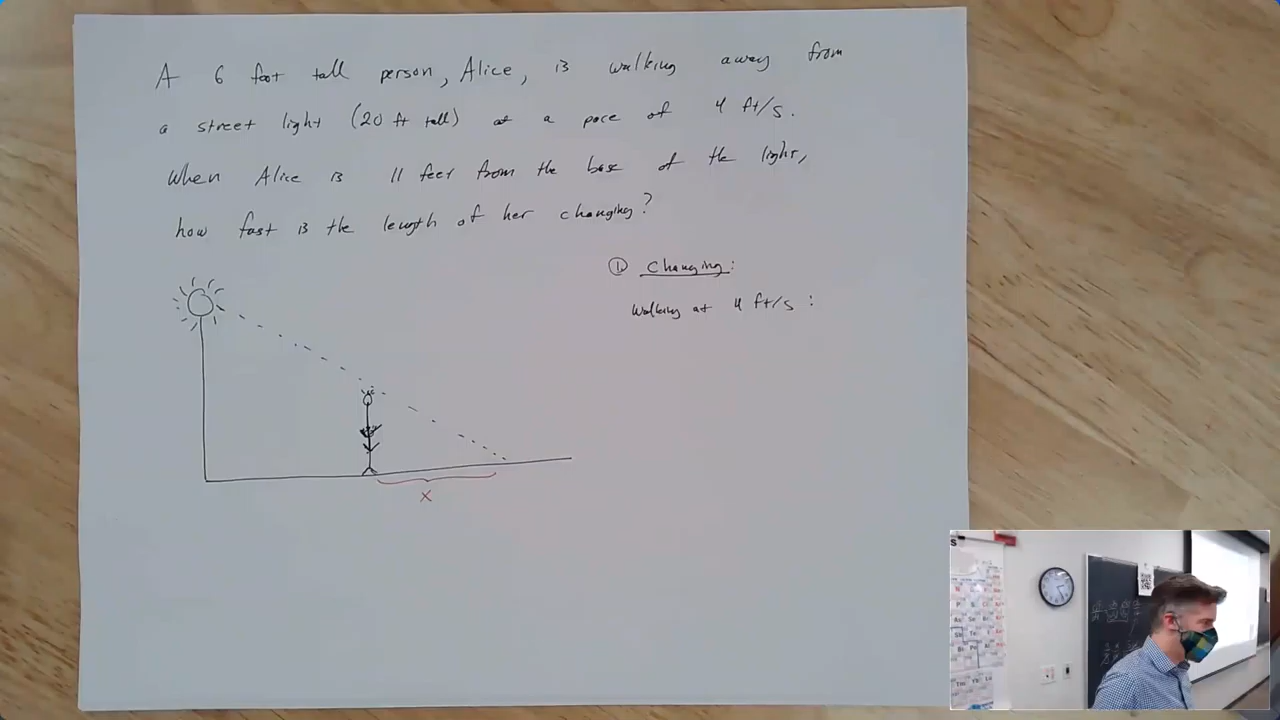 A 6 foot tall person, Alice, is walking away from
a street light (20 ft tall) at a pace of 4 ft/s.
When Alice is 11 feet from the base of the light,
how fast is the length of her changing?
① Changing:
Walking at 4 ft/s :
x